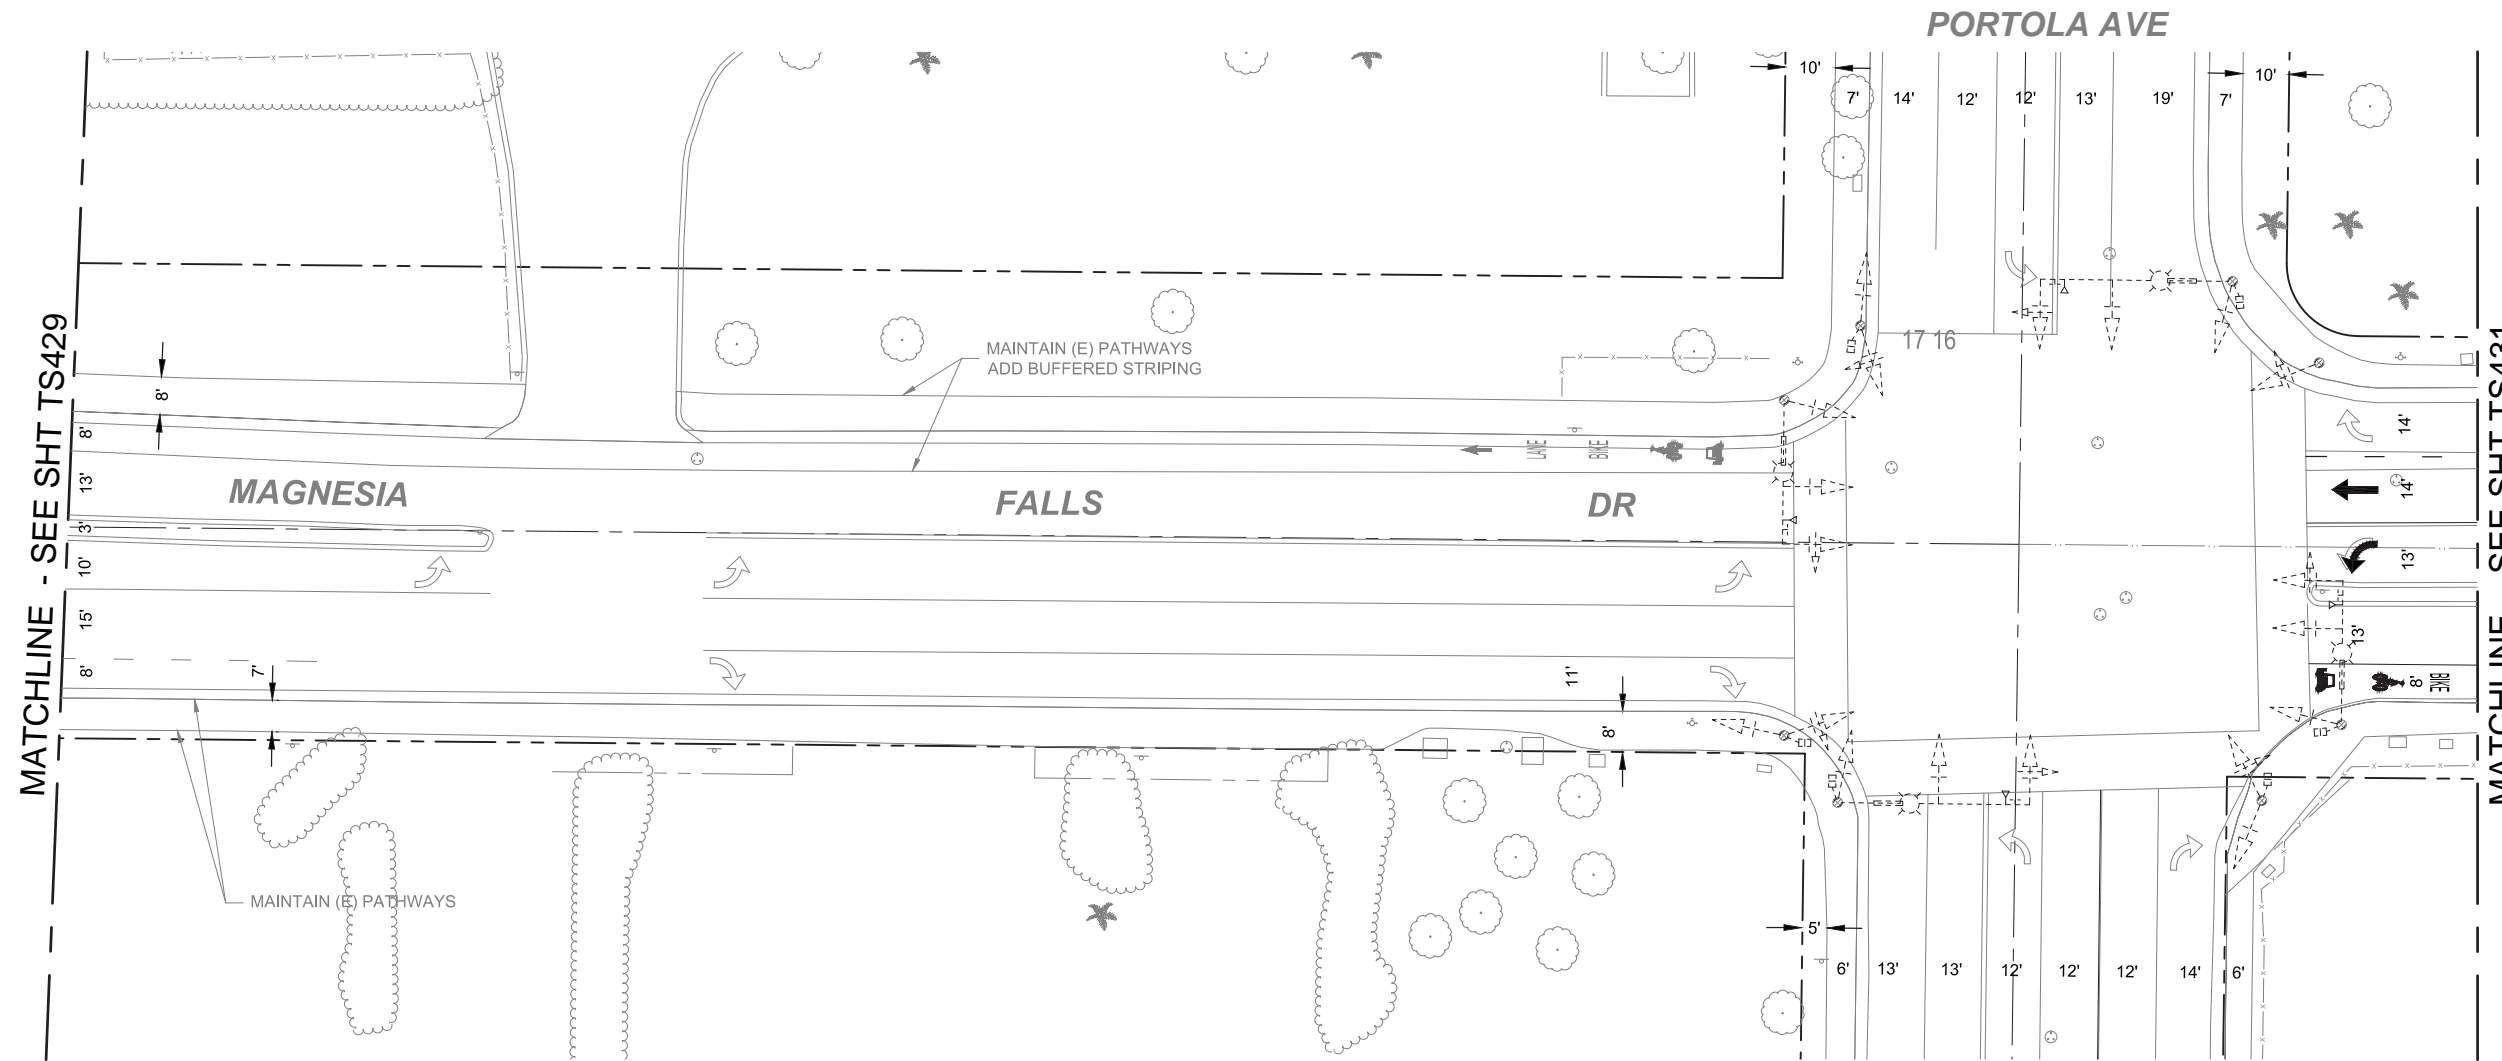 PORTOLA AVE
10'
10'
7'
14'
12'
12'
13'
19'
7'
MATCHLINE - SEE SHT TS429
MATCHLINE - SEE SHT TS431
17 16
MAINTAIN (E) PATHWAYS
ADD BUFFERED STRIPING
8'
8'
13'
3'
10'
15'
8'
7'
MAGNESIA
FALLS
DR
LANE
BIKE
14'
14'
13'
13'
8'
BIKE
11'
8'
MAINTAIN (E) PATHWAYS
5'
6'
13'
13'
12'
12'
12'
14'
6'